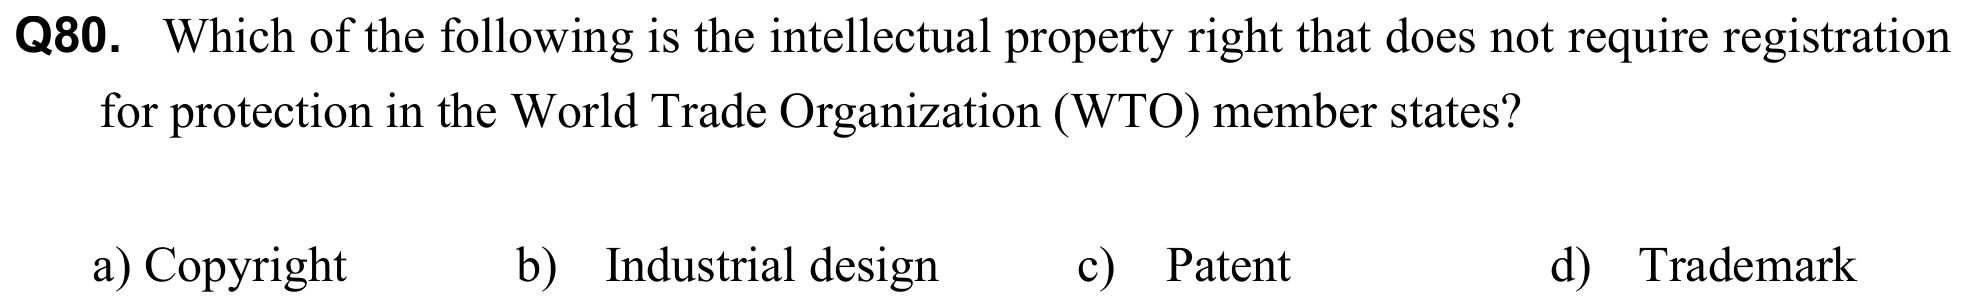 Q80. Which of the following is the intellectual property right that does not require registration
for protection in the World Trade Organization (WTO) member states?
a) Copyright b) Industrial design c) Patent d) Trademark